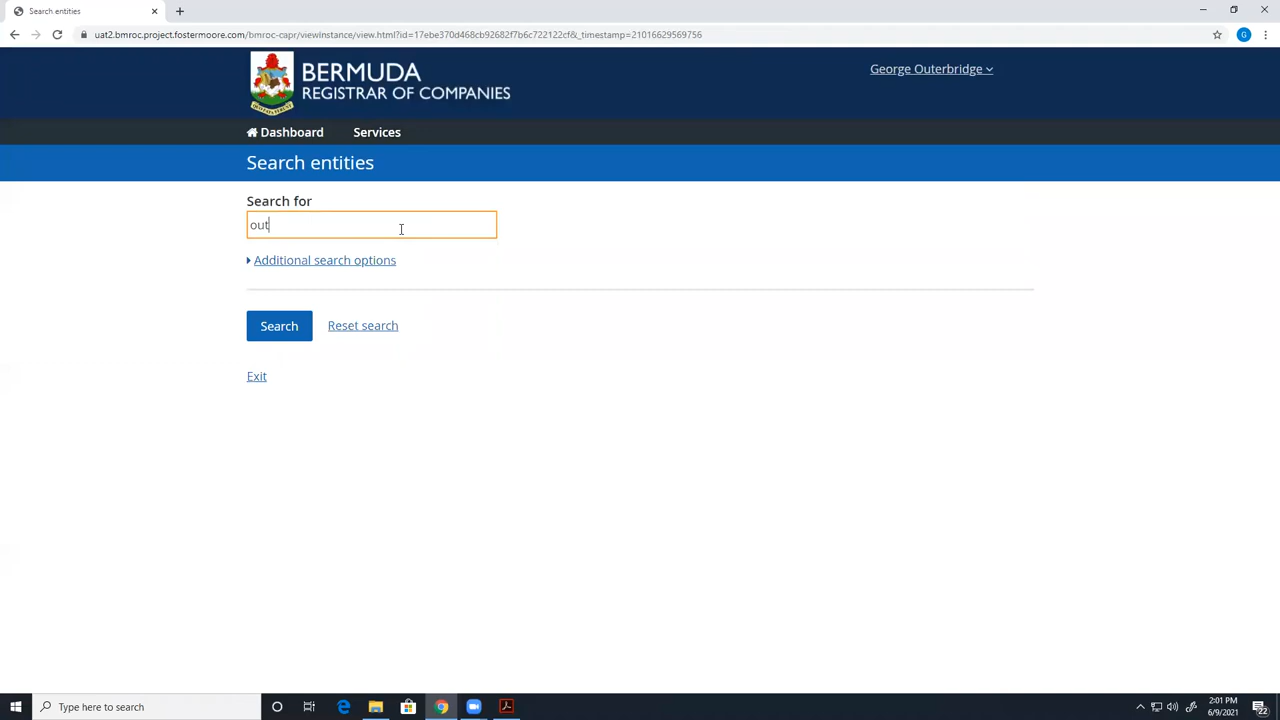 Search entities
uat2.bmroc.project.fostermoore.com/bmroc-capr/viewInstance/view.html?id=17ebe370d468cb92682f7b6c722122cf&_timestamp=21016629569756
G
BERMUDA
REGISTRAR OF COMPANIES
George Outerbridge
Dashboard Services
Search entities
Search for
out
Additional search options
Search Reset search
Exit
Type here to search
2:01 PM
6/9/2021
22